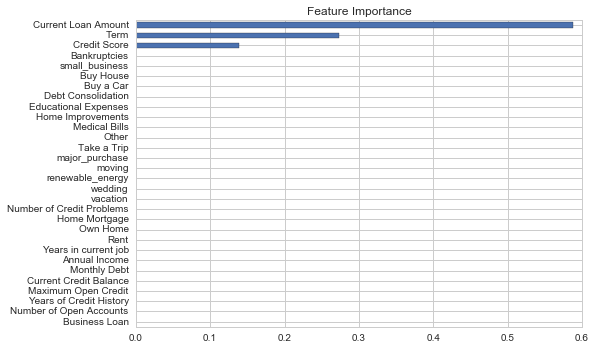 Feature Importance
Current Loan Amount
Term
Credit Score
Bankruptcies
small_business
Buy House
Buy a Car
Debt Consolidation
Educational Expenses
Home Improvements
Medical Bills
Other
Take a Trip
major_purchase
moving
renewable_energy
wedding
vacation
Number of Credit Problems
Home Mortgage
Own Home
Rent
Years in current job
Annual Income
Monthly Debt
Current Credit Balance
Maximum Open Credit
Years of Credit History
Number of Open Accounts
Business Loan
0.0 0.1 0.2 0.3 0.4 0.5 0.6